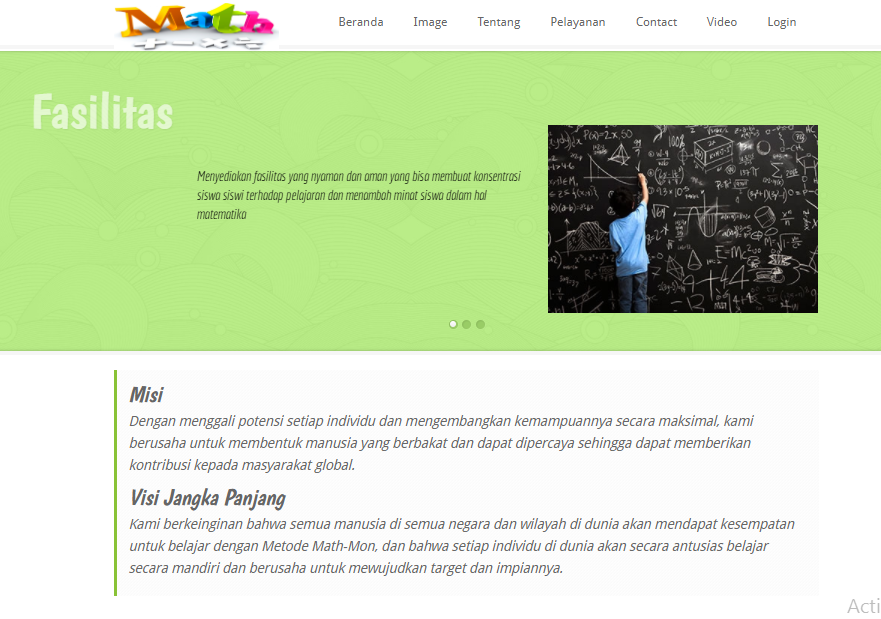 Math
Beranda Image Tentang Pelayanan Contact Video Login
Fasilitas
Menyediakan fasilitas yang nyaman dan aman yang bisa membuat konsentrasi
siswa siswi terhadap pelajaran dan menambah minat siswa dalam hal
matematika
P(x)=2x,50
E=MC²
Misi
Dengan menggali potensi setiap individu dan mengembangkan kemampuannya secara maksimal, kami
berusaha untuk membentuk manusia yang berbakat dan dapat dipercaya sehingga dapat memberikan
kontribusi kepada masyarakat global.
Visi Jangka Panjang
Kami berkeinginan bahwa semua manusia di semua negara dan wilayah di dunia akan mendapat kesempatan
untuk belajar dengan Metode Math-Mon, dan bahwa setiap individu di dunia akan secara antusias belajar
secara mandiri dan berusaha untuk mewujudkan target dan impiannya.
Acti